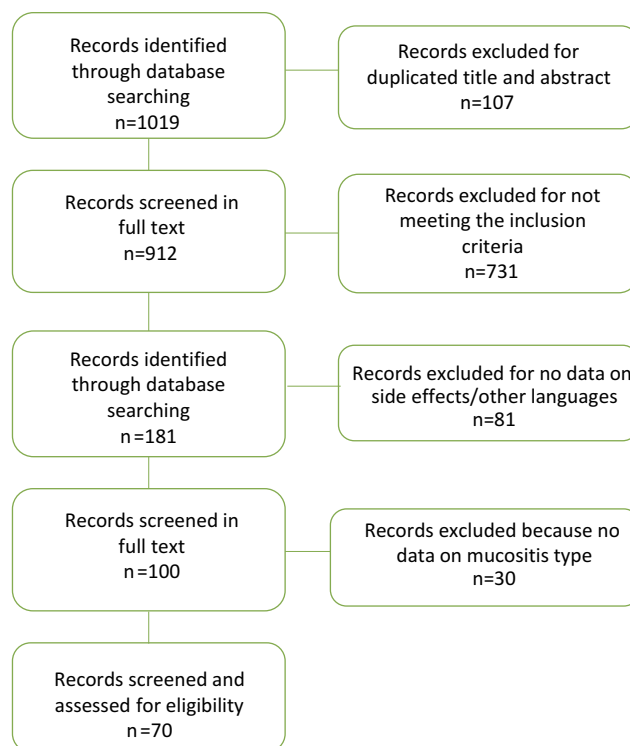 Records identified
through database
searching
n=1019
Records excluded for
duplicated title and abstract
n=107
Records screened in
full text
n=912
Records excluded for not
meeting the inclusion
criteria
n=731
Records identified
through database
searching
n=181
Records excluded for no data on
side effects/other languages
n=81
Records screened in
full text
n=100
Records excluded because no
data on mucositis type
n=30
Records screened and
assessed for eligibility
n=70